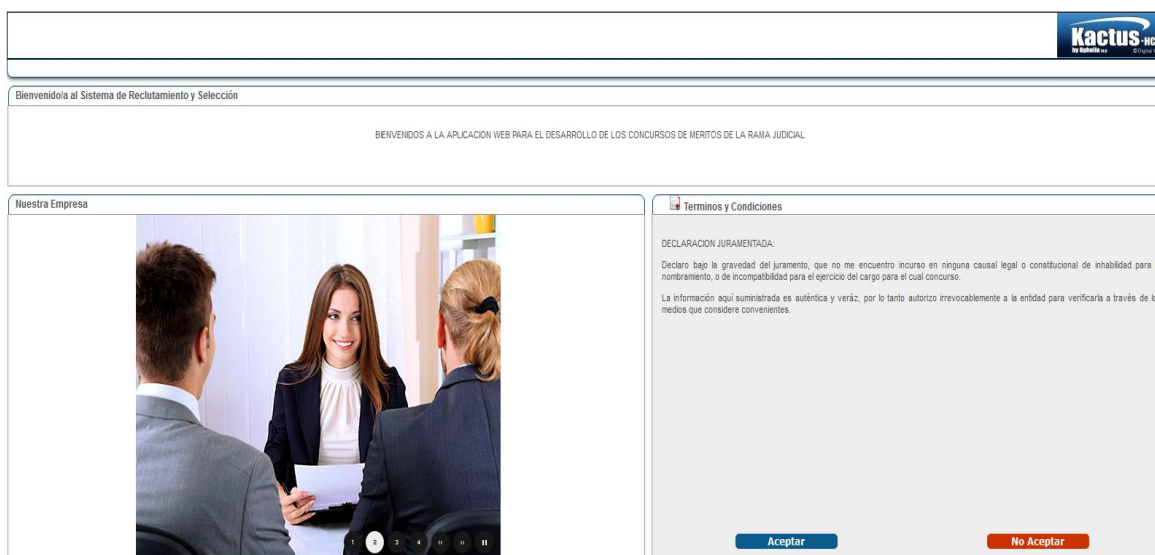 Kactus-HC
by Ophelia
Bienvenido/a al Sistema de Reclutamiento y Selección
BIENVENIDOS A LA APLICACION WEB PARA EL DESARROLLO DE LOS CONCURSOS DE MERITOS DE LA RAMA JUDICIAL
Nuestra Empresa
1 2 3 4 « »
Terminos y Condiciones
DECLARACION JURAMENTADA:
Declaro bajo la gravedad del juramento, que no me encuentro incurso en ninguna causal legal o constitucional de inhabilidad para
nombramiento, o de incompatibilidad para el ejercicio del cargo para el cual concurso.
La información aquí suministrada es auténtica y veráz, por lo tanto autorizo irrevocablemente a la entidad para verificarla a través de
medios que considere convenientes.
Aceptar
No Aceptar